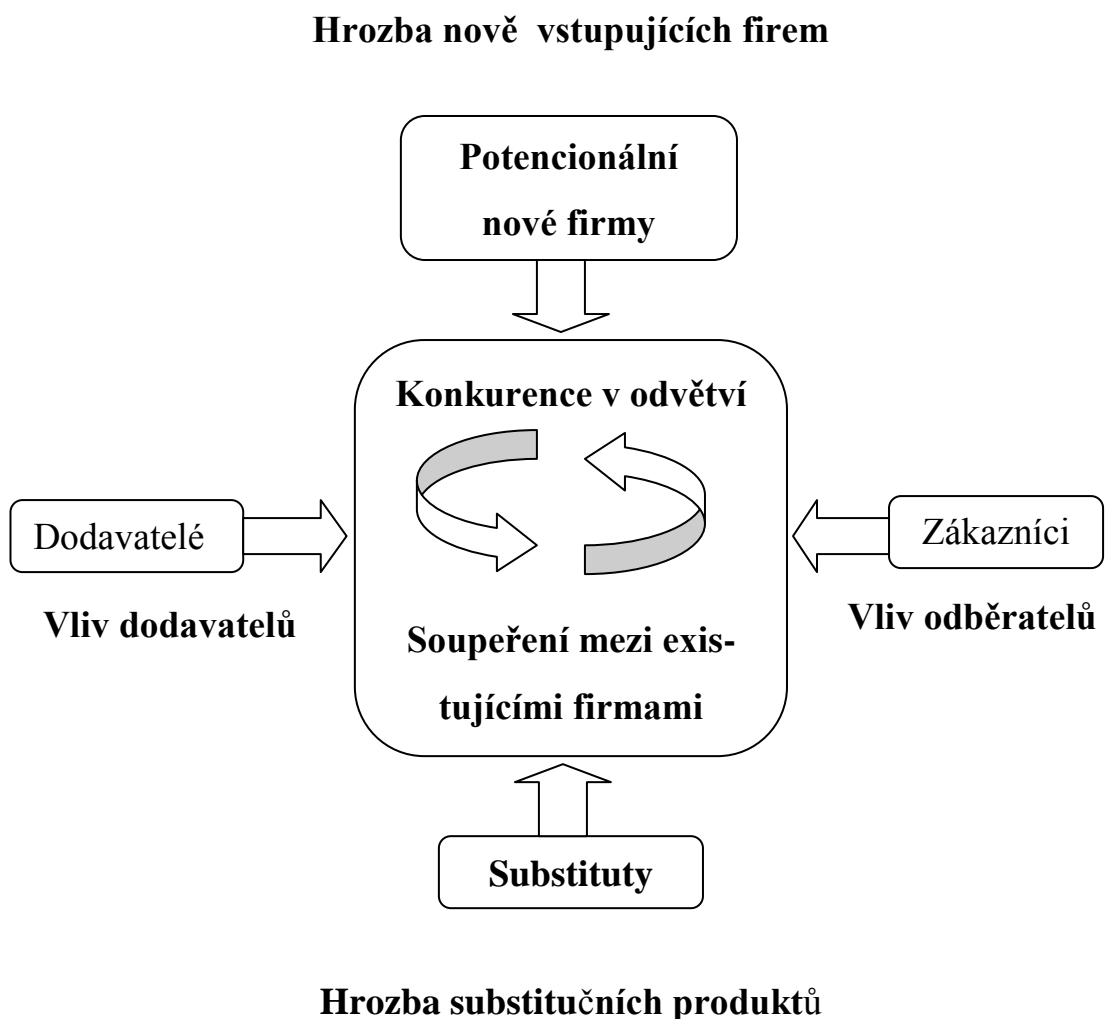 Hrozba nově vstupujících firem
Potencionální
nové firmy
Konkurence v odvětví
Dodavatelé
Zákazníci
Vliv dodavatelů
Vliv odběratelů
Soupeření mezi exis-
tujícími firmami
Substituty
Hrozba substitučních produktů